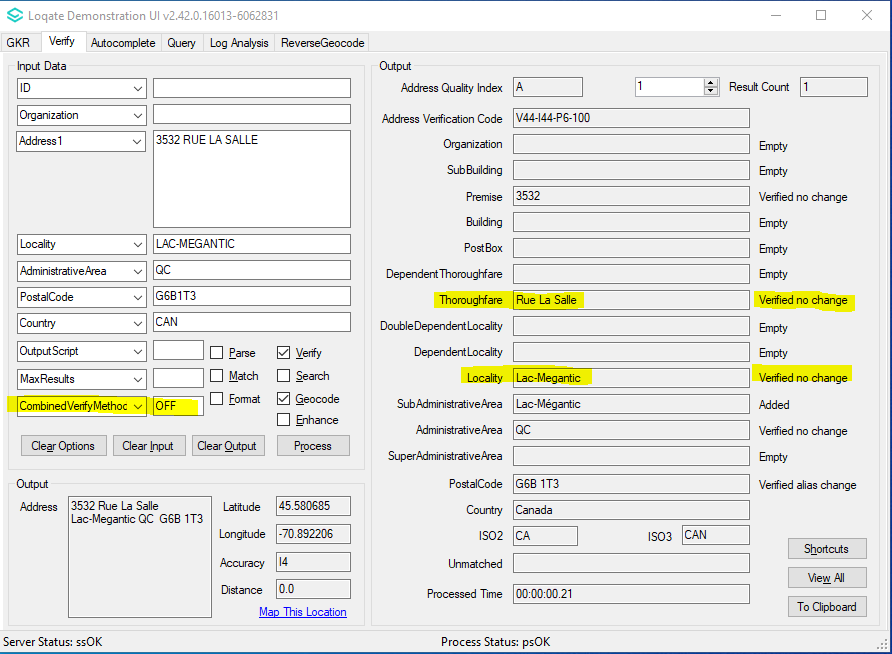 Loqate Demonstration UI v2.42.0.16013-6062831
GKR Verify Autocomplete Query Log Analysis ReverseGeocode
Input Data
ID
Organization
Address1 3532 RUE LA SALLE
Locality LAC-MEGANTIC
AdministrativeArea QC
PostalCode G6B1T3
Country CAN
OutputScript Parse Verify
MaxResults Match Search
CombinedVerifyMethod OFF Format Geocode
Enhance
Clear Options Clear Input Clear Output Process
Output
Address 3532 Rue La Salle
Lac-Megantic QC G6B 1T3
Latitude 45.580685
Longitude -70.892206
Accuracy I4
Distance 0.0
Map This Location
Output
Address Quality Index A 1 Result Count 1
Address Verification Code V44-I44-P6-100
Organization Empty
SubBuilding Empty
Premise 3532 Verified no change
Building Empty
PostBox Empty
DependentThoroughfare Empty
Thoroughfare Rue La Salle Verified no change
DoubleDependentLocality Empty
DependentLocality Empty
Locality Lac-Megantic Verified no change
SubAdministrativeArea Lac-Mégantic Added
AdministrativeArea QC Verified no change
SuperAdministrativeArea Empty
PostalCode G6B 1T3 Verified alias change
Country Canada
ISO2 CA ISO3 CAN
Unmatched
Processed Time 00:00:00.21
Shortcuts
View All
To Clipboard
Server Status: ssOK Process Status: psOK